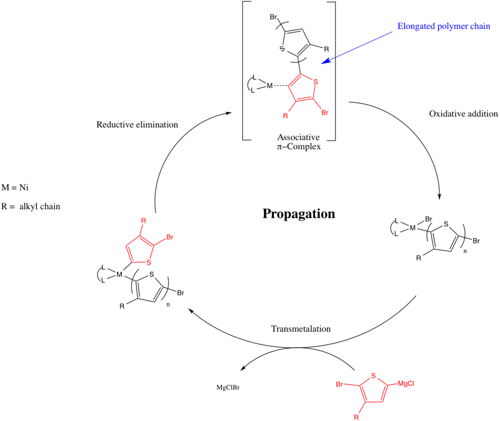 Br
S
R
Elongated polymer chain
L
L
M
S
Br
R
Associative
π−Complex
Reductive elimination
Oxidative addition
M = Ni
R = alkyl chain
Propagation
R
Br
S
L
L
M
S
Br
R
n
L
L
M
Br
S
Br
R
n
Transmetalation
MgClBr
S
Br
MgCl
R